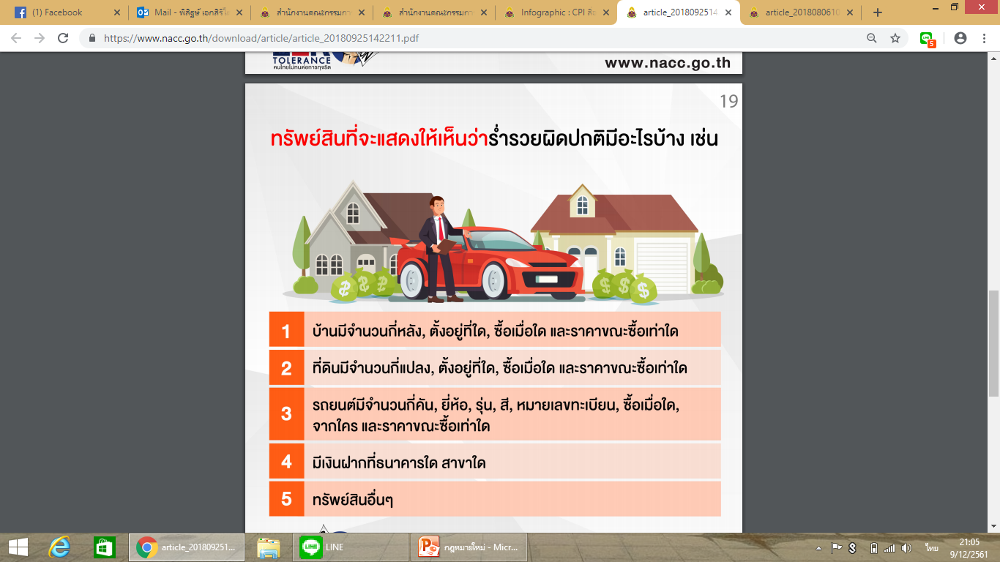 (1) Facebook
Mail - พิสิฐษ์ เอกสิริไ
สำนักงานคณะกรรมกา
สำนักงานคณะกรรมกา
Infographic : CPI สื่อ
article_2018092514
article_2018080610
https://www.nacc.go.th/download/article/article_20180925142211.pdf
5
TOLERANCE
คนไทยไม่ทนต่อการทุจริต
www.nacc.go.th
19
ทรัพย์สินที่จะแสดงให้เห็นว่าร่ำรวยผิดปกติมีอะไรบ้าง เช่น
1 บ้านมีจำนวนกี่หลัง, ตั้งอยู่ที่ใด, ซื้อเมื่อใด และราคาขณะซื้อเท่าใด
2 ที่ดินมีจำนวนกี่แปลง, ตั้งอยู่ที่ใด, ซื้อเมื่อใด และราคาขณะซื้อเท่าใด
3 รถยนต์มีจำนวนกี่คัน, ยี่ห้อ, รุ่น, สี, หมายเลขทะเบียน, ซื้อเมื่อใด,
จากใคร และราคาขณะซื้อเท่าใด
4 มีเงินฝากที่ธนาคารใด สาขาใด
5 ทรัพย์สินอื่นๆ
article_201809251...
LINE
กฎหมายใหม่ - Micr...
ไทย
21:05
9/12/2561